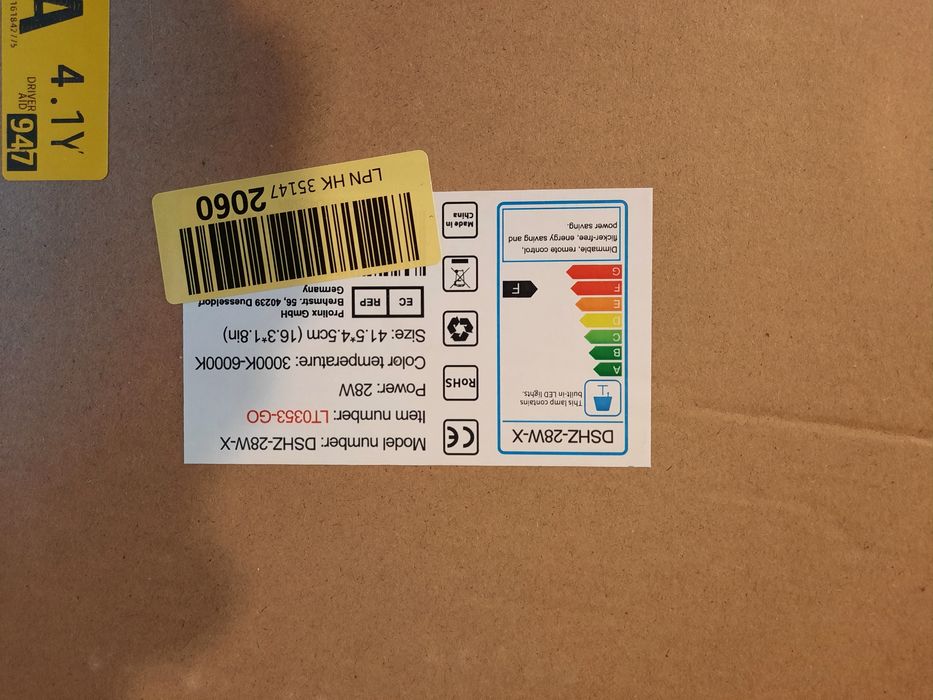 DSHZ-28W-X
This lamp contains
built-in LED lights.
A
B
C
D
E
F
G
F
Dimmable, remote control,
flicker-free, energy saving and
power saving.
CE
RoHS
Made in
China
Model number: DSHZ-28W-X
Item number: LT0353-GO
Power: 28W
Color temperature: 3000K-6000K
Size: 41.5*4.5cm (16.3*1.8in)
EC REP
Prolinx GmbH
Brehmstr. 56, 40239 Duesseldorf
Germany
LPN HK 35147 2060
A
4.1Y
DRIVER
AID
947